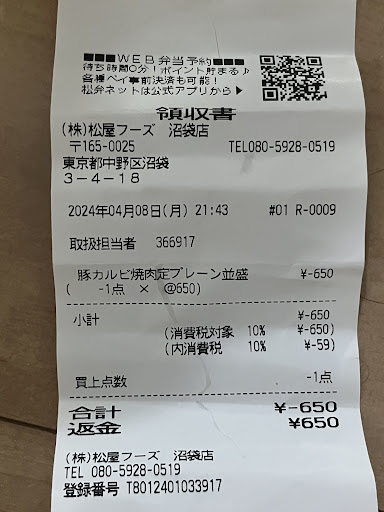 ■■■WEB弁当予約■■■
待ち時間0分!ポイント貯まる♪
各種ペイ事前決済も可能!
松弁ネットは公式アプリから▶
領収書
(株)松屋フーズ 沼袋店
〒165-0025 TEL080-5928-0519
東京都中野区沼袋
3-4-18
2024年04月08日(月) 21:43 #01 R-0009
取扱担当者 366917
豚カルビ焼肉定プレーン並盛 ¥-650
( -1点 × @650)
小計 ¥-650
(消費税対象 10% ¥-650)
(内消費税 10% ¥-59)
買上点数 -1点
合計 ¥-650
返金 ¥650
(株)松屋フーズ 沼袋店
TEL 080-5928-0519
登録番号 T8012401033917